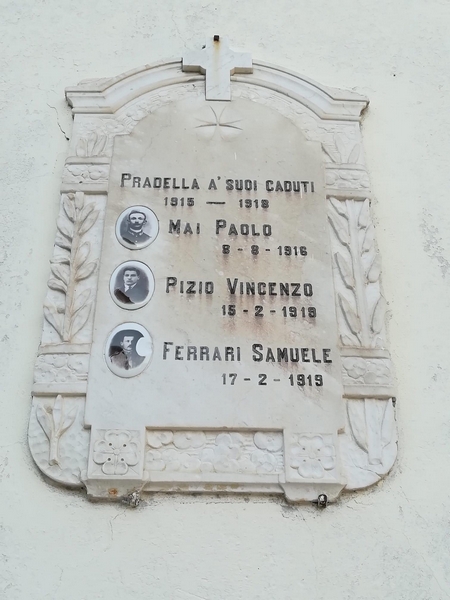 PRADELLA A' SUOI CADUTI
1915 — 1918
MAI PAOLO
8 - 8 - 1916
PIZIO VINCENZO
15 - 2 - 1919
FERRARI SAMUELE
17 - 2 - 1919